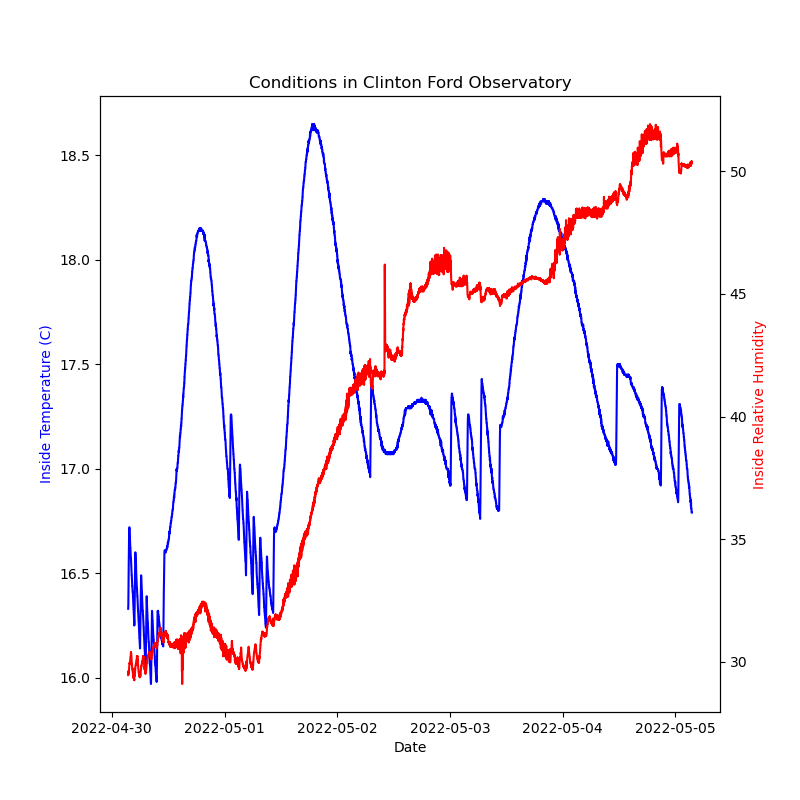 Conditions in Clinton Ford Observatory
18.5
18.0
17.5
17.0
16.5
16.0
Inside Temperature (C)
50
45
40
35
30
Inside Relative Humidity
2022-04-30 2022-05-01 2022-05-02 2022-05-03 2022-05-04 2022-05-05
Date